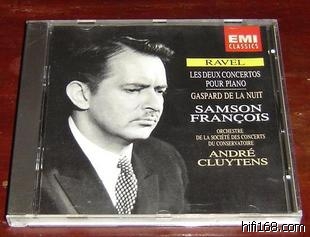 EMI
CLASSICS
RAVEL
LES DEUX CONCERTOS
POUR PIANO
GASPARD DE LA NUIT
SAMSON
FRANÇOIS
ORCHESTRE
DE LA SOCIÉTÉ DES CONCERTS
DU CONSERVATOIRE
ANDRÉ
CLUYTENS
hifi168.com